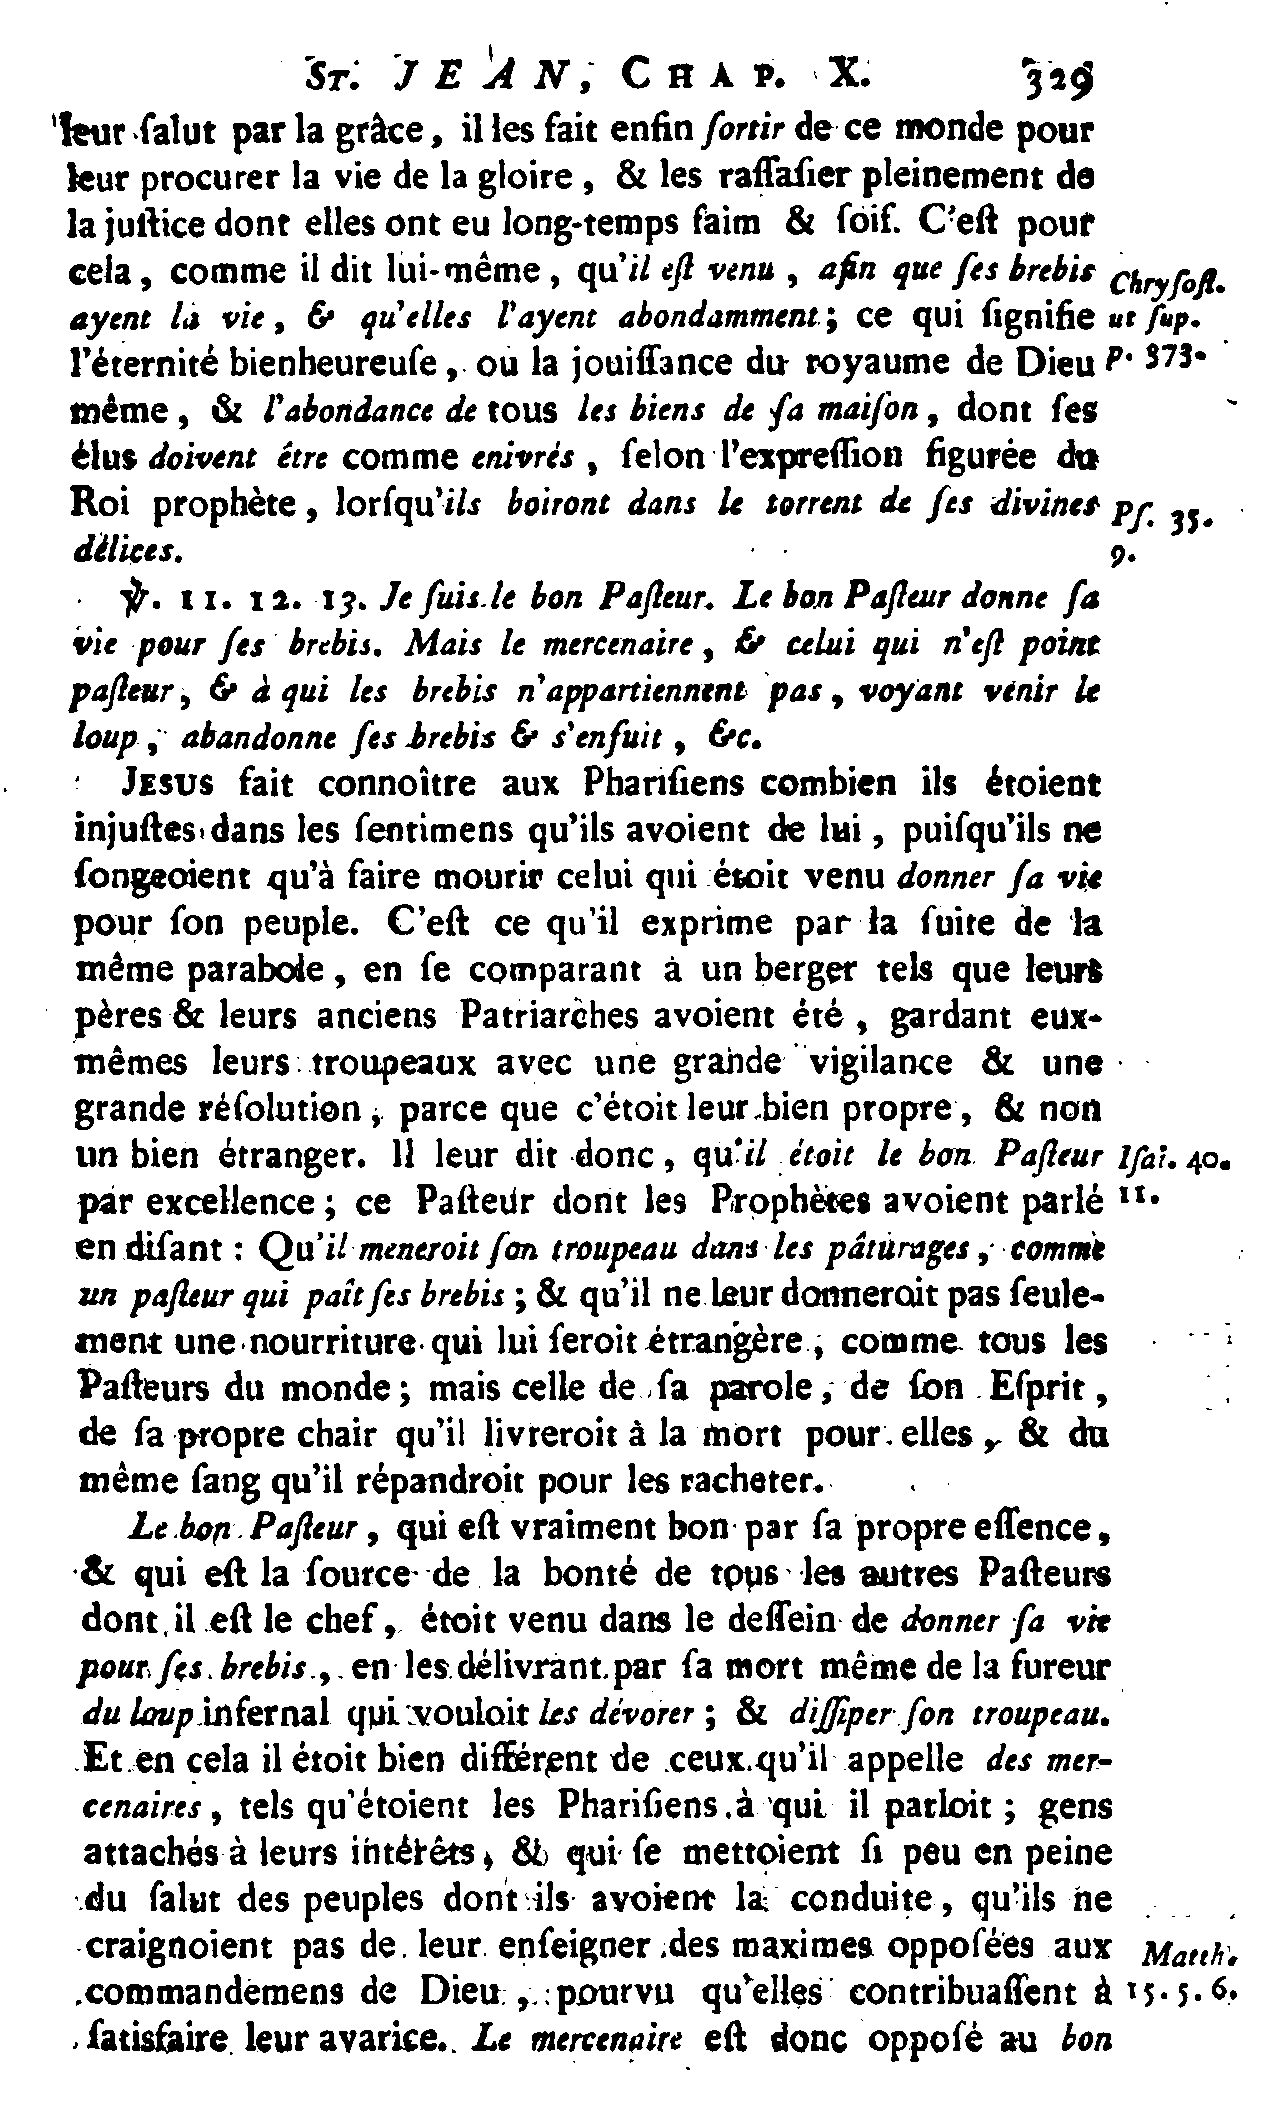 ST. JEAN, CHAP. X. 329
leur ſalut par la grâce, il les fait enfin ſortir de ce monde pour
leur procurer la vie de la gloire, & les raſſaſier pleinement de
la juſtice dont elles ont eu long-temps faim & ſoif. C'eſt pour
cela, comme il dit lui-même, qu'il eſt venu, afin que ſes brebis
Chryſoſt.
ayent la vie, & qu'elles l'ayent abondamment; ce qui ſignifie
ut ſup.
l'éternité bienheureuſe, ou la jouiſſance du royaume de Dieu
p. 373.
même, & l'abondance de tous les biens de ſa maiſon, dont ſes
élus doivent être comme enivrés, ſelon l'expreſſion figurée du
Roi prophète, lorſqu'ils boiront dans le torrent de ſes divines
Pſ. 35.
délices.
9.
℣. 11. 12. 13. Je ſuis le bon Paſteur. Le bon Paſteur donne ſa
vie pour ſes brebis. Mais le mercenaire, & celui qui n'eſt point
paſteur, & à qui les brebis n'appartiennent pas, voyant venir le
loup, abandonne ſes brebis & s'enfuit, &c.
JESUS fait connoître aux Phariſiens combien ils étoient
injuſtes dans les ſentimens qu'ils avoient de lui, puiſqu'ils ne
ſongeoient qu'à faire mourir celui qui étoit venu donner ſa vie
pour ſon peuple. C'eſt ce qu'il exprime par la ſuite de la
même parabole, en ſe comparant à un berger tels que leurs
pères & leurs anciens Patriarches avoient été, gardant eux-
mêmes leurs troupeaux avec une grande vigilance & une
grande réſolution, parce que c'étoit leur bien propre, & non
un bien étranger. Il leur dit donc, qu'il étoit le bon Paſteur
Iſaï. 40.
par excellence; ce Paſteur dont les Prophètes avoient parlé
11.
en diſant : Qu'il meneroit ſon troupeau dans les pâturages, comme
un paſteur qui paît ſes brebis; & qu'il ne leur donneroit pas ſeule-
ment une nourriture qui lui ſeroit étrangère, comme tous les
Paſteurs du monde; mais celle de ſa parole, de ſon Eſprit,
de ſa propre chair qu'il livreroit à la mort pour elles, & du
même ſang qu'il répandroit pour les racheter.
Le bon Paſteur, qui eſt vraiment bon par ſa propre eſſence,
& qui eſt la ſource de la bonté de tous les autres Paſteurs
dont il eſt le chef, étoit venu dans le deſſein de donner ſa vie
pour ſes brebis, en les délivrant par ſa mort même de la fureur
du loup infernal qui vouloit les dévorer; & diſſiper ſon troupeau.
Et en cela il étoit bien différent de ceux qu'il appelle des mer-
cenaires, tels qu'étoient les Phariſiens à qui il parloit; gens
attachés à leurs intérêts, & qui ſe mettoient ſi peu en peine
du ſalut des peuples dont ils avoient la conduite, qu'ils ne
craignoient pas de leur enſeigner des maximes oppoſées aux
Matth.
commandemens de Dieu, pourvu qu'elles contribuaſſent à
15. 5. 6.
ſatisfaire leur avarice. Le mercenaire eſt donc oppoſé au bon